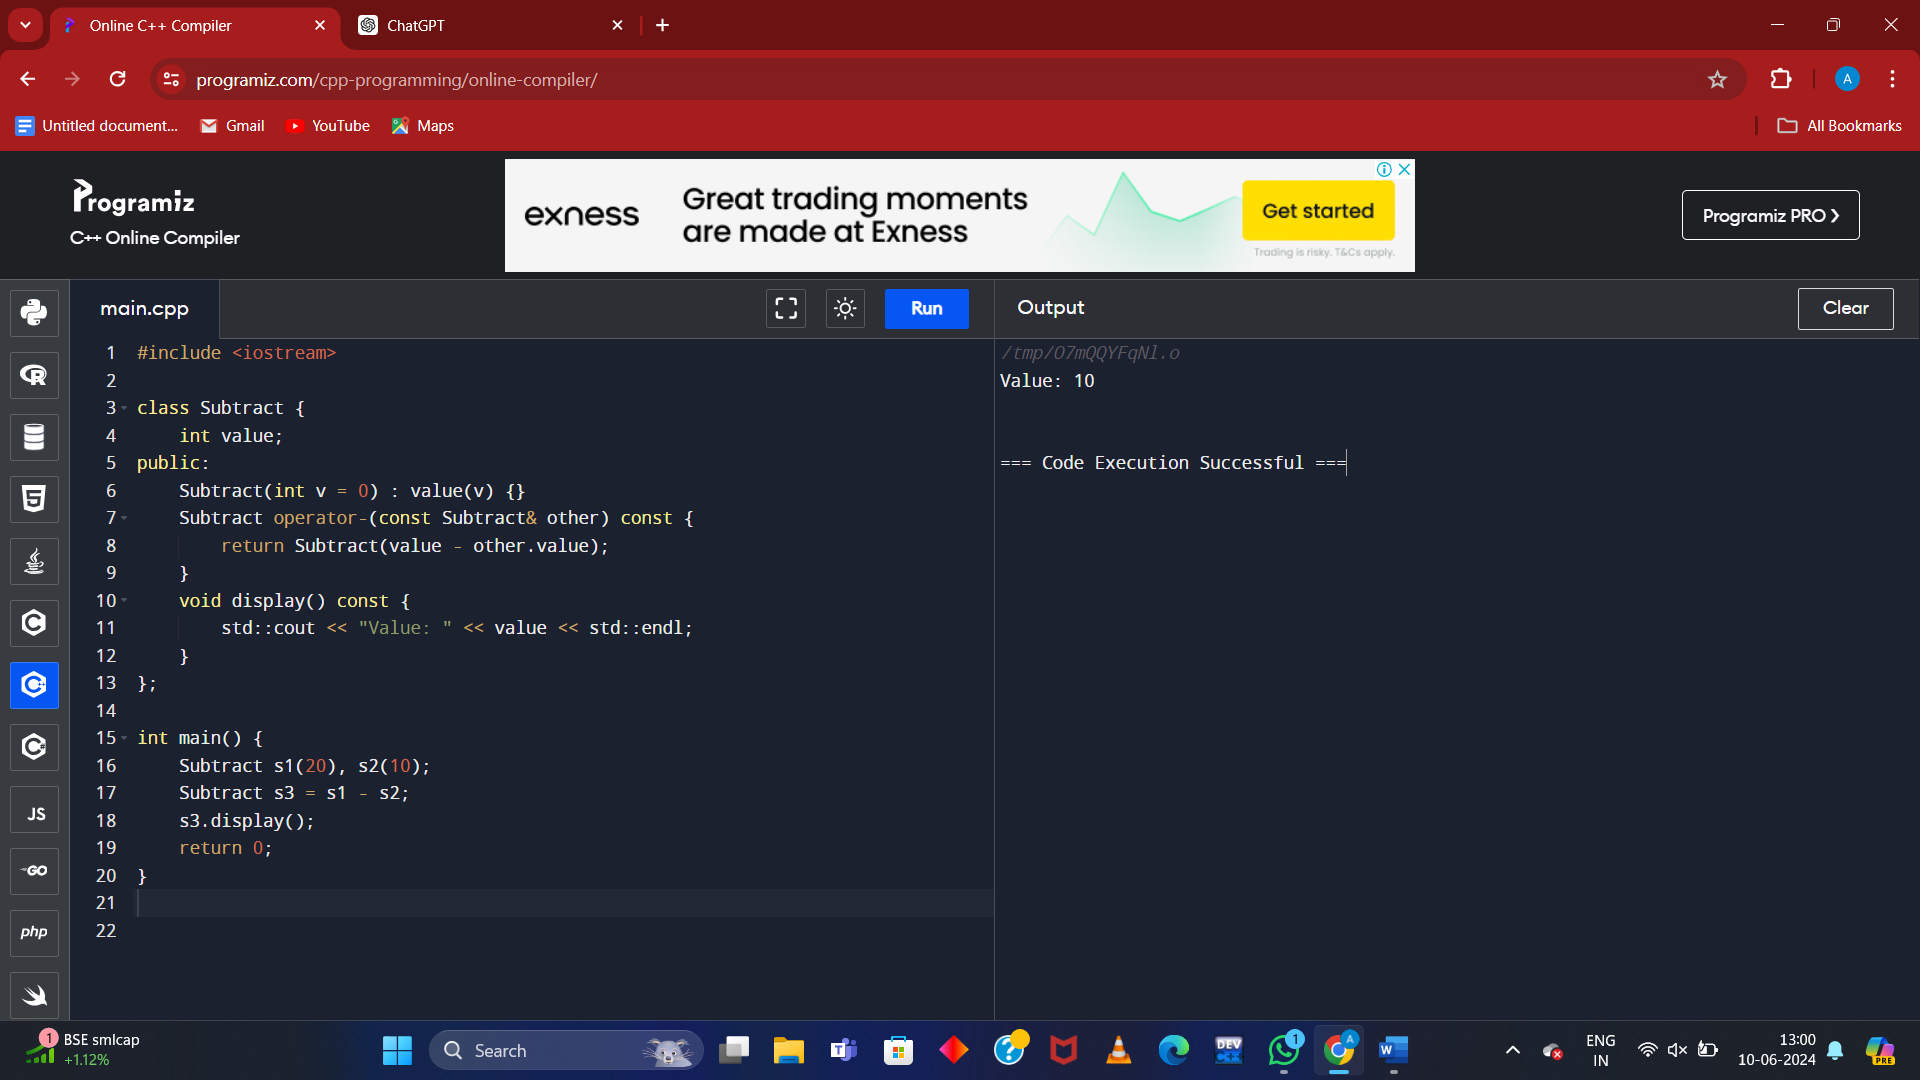 Online C++ Compiler
ChatGPT
programiz.com/cpp-programming/online-compiler/
A
Untitled document...
Gmail
YouTube
Maps
All Bookmarks
Programiz
C++ Online Compiler
exness
Great trading moments
are made at Exness
Get started
Trading is risky. T&Cs apply.
Programiz PRO
main.cpp
Run
Output
Clear
1 #include <iostream>
2
3 class Subtract {
4     int value;
5 public:
6     Subtract(int v = 0) : value(v) {}
7     Subtract operator-(const Subtract& other) const {
8         return Subtract(value - other.value);
9     }
10     void display() const {
11         std::cout << "Value: " << value << std::endl;
12     }
13 };
14
15 int main() {
16     Subtract s1(20), s2(10);
17     Subtract s3 = s1 - s2;
18     s3.display();
19     return 0;
20 }
21
22
/tmp/O7mQQYFqNl.o
Value: 10
=== Code Execution Successful ===
JS
GO
php
1
BSE smlcap
+1.12%
Search
DEV
C++
1
A
W
ENG
IN
13:00
10-06-2024
PRE